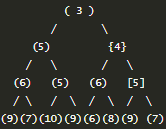 ( 3 )
/ \
(5) {4}
/ \ / \
(6) (5) (6) [5]
/ \ / \ / \ / \
(9)(7)(10)(9)(6)(8)(9) (7)